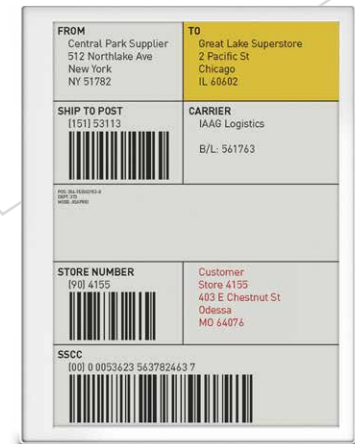 FROM
Central Park Supplier
512 Northlake Ave
New York
NY 51782
TO
Great Lake Superstore
2 Pacific St
Chicago
IL 60602
SHIP TO POST
(151) 53113
CARRIER
IAAG Logistics
B/L: 561763
STORE NUMBER
(90) 4155
Customer
Store 4155
403 E Chestnut St
Odessa
MO 64076
SSCC
(00) 0 0053623 563782463 7